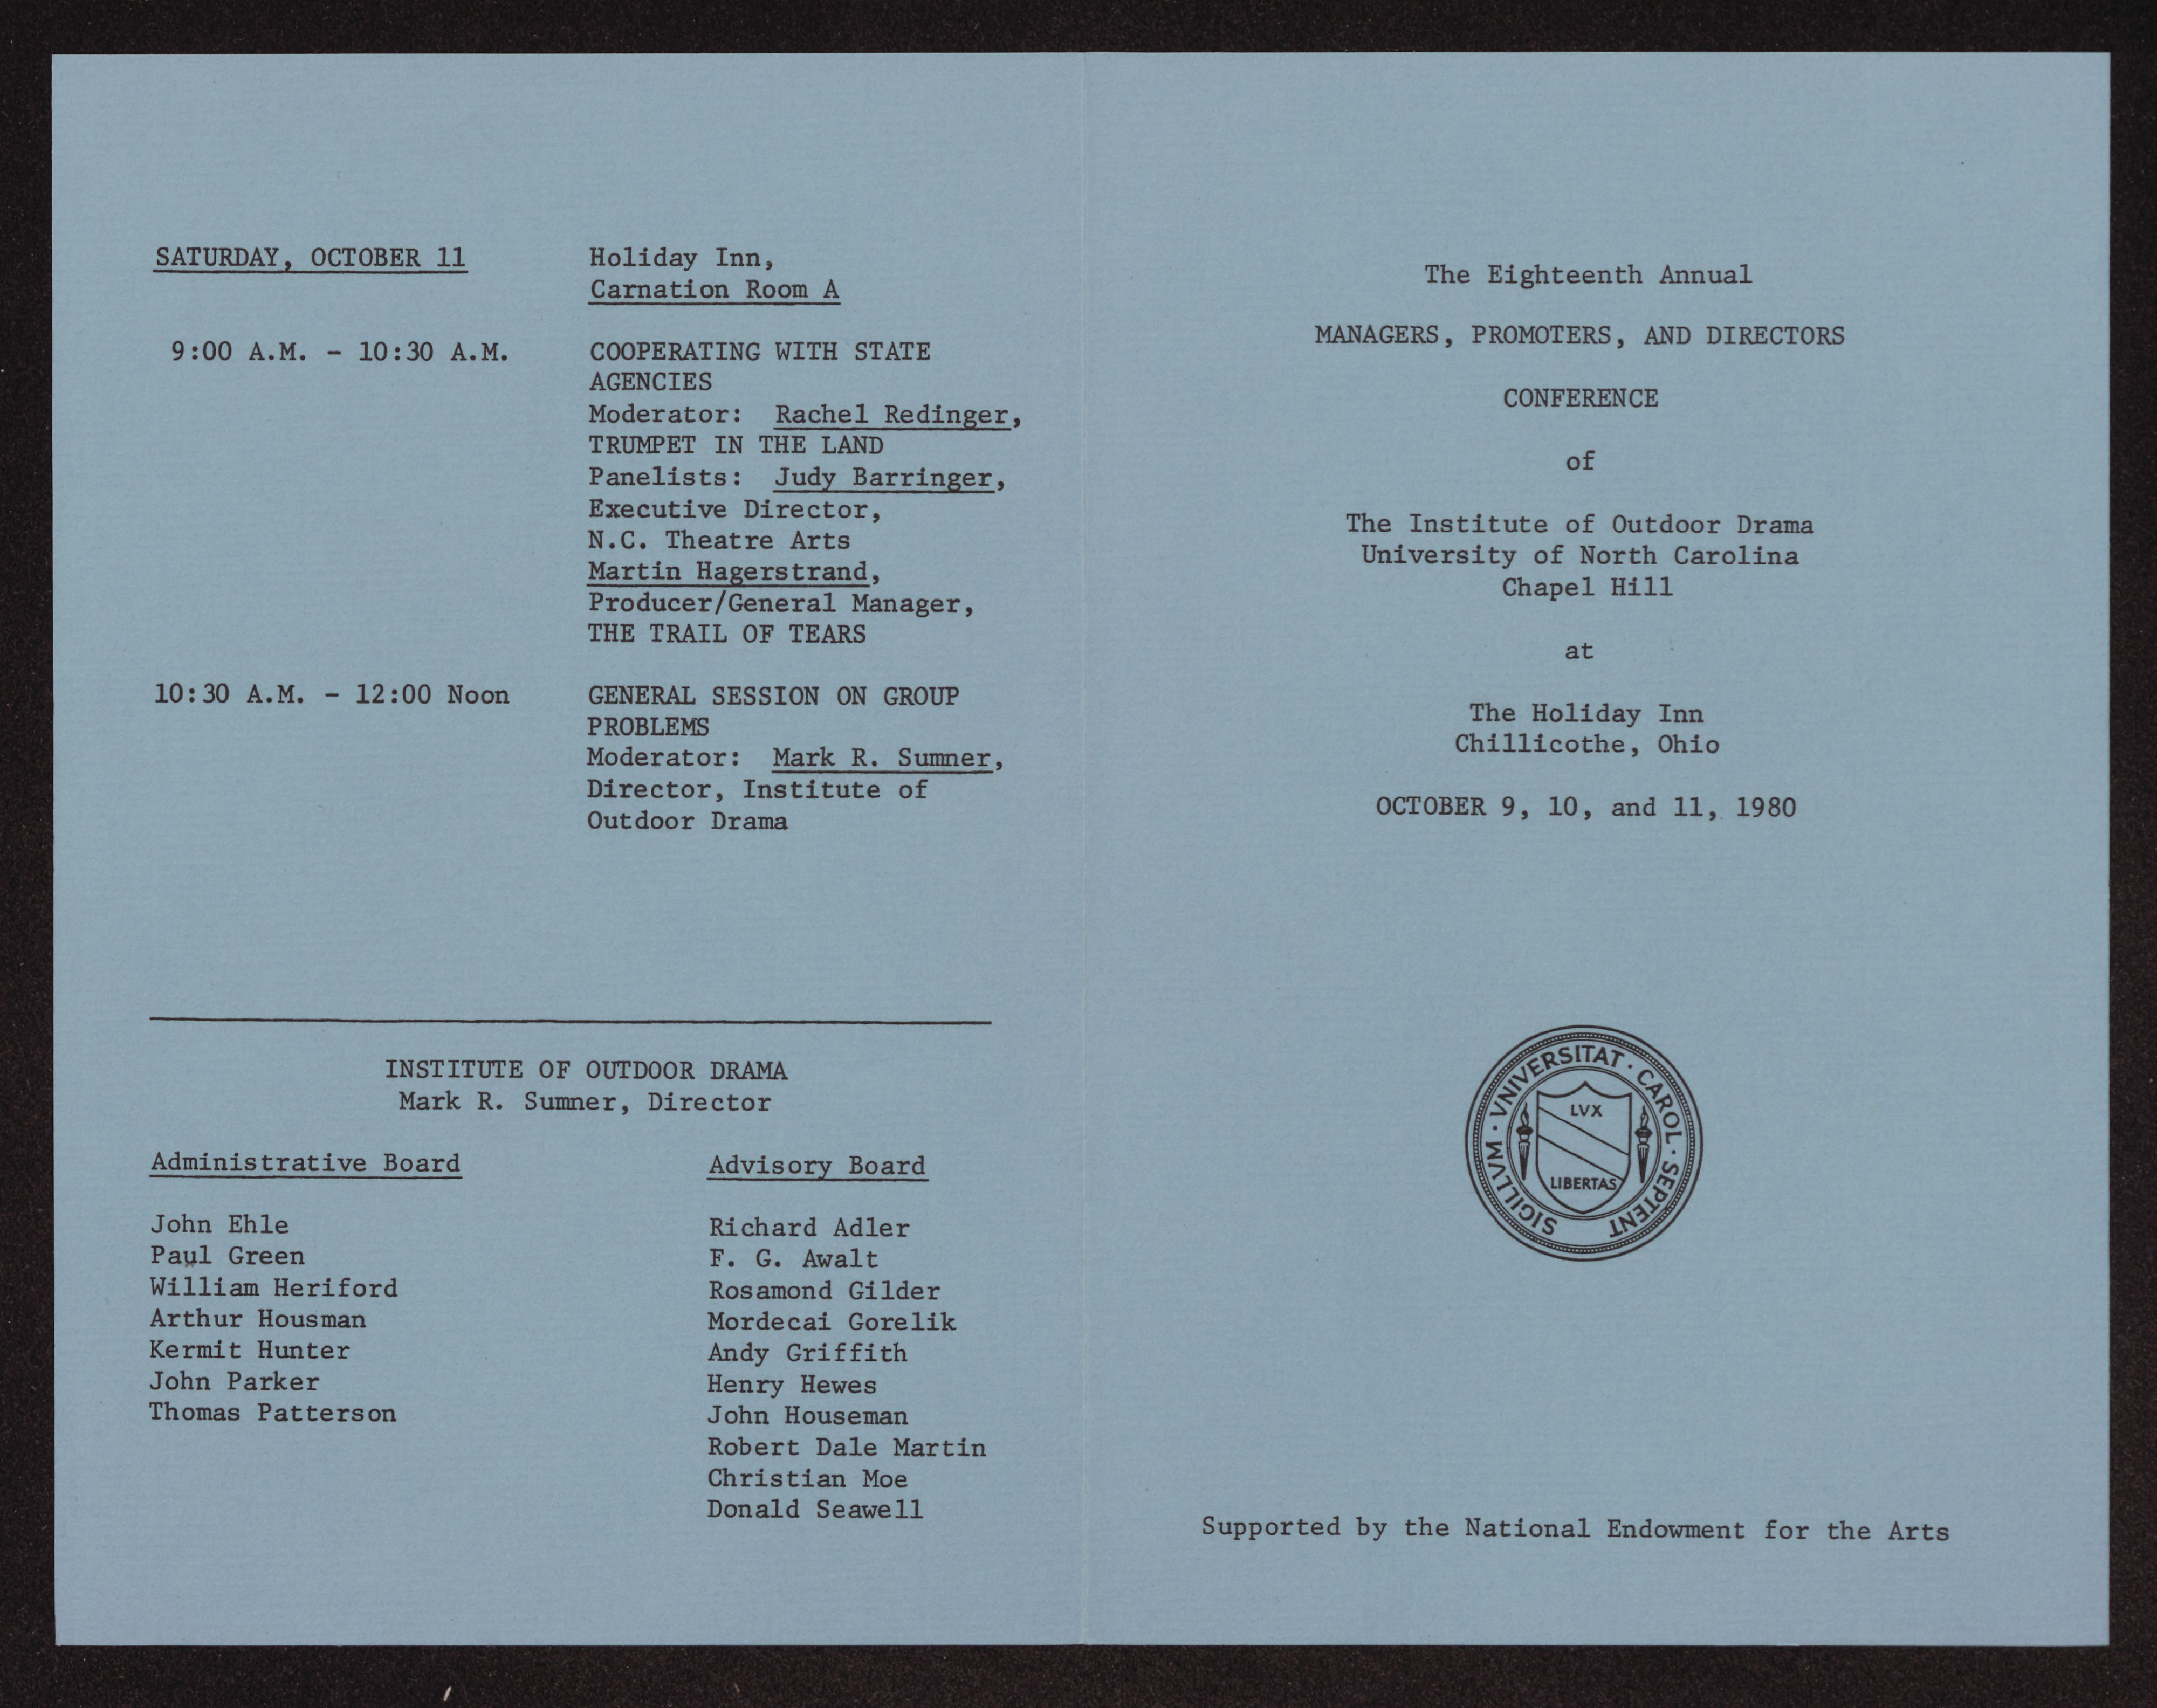 SATURDAY, OCTOBER 11
Holiday Inn,
Carnation Room A
9:00 A.M. - 10:30 A.M.
COOPERATING WITH STATE
AGENCIES
Moderator: Rachel Redinger,
TRUMPET IN THE LAND
Panelists: Judy Barringer,
Executive Director,
N.C. Theatre Arts
Martin Hagerstrand,
Producer/General Manager,
THE TRAIL OF TEARS
10:30 A.M. - 12:00 Noon
GENERAL SESSION ON GROUP
PROBLEMS
Moderator: Mark R. Sumner,
Director, Institute of
Outdoor Drama
INSTITUTE OF OUTDOOR DRAMA
Mark R. Sumner, Director
Administrative Board
John Ehle
Paul Green
William Heriford
Arthur Housman
Kermit Hunter
John Parker
Thomas Patterson
Advisory Board
Richard Adler
F. G. Awalt
Rosamond Gilder
Mordecai Gorelik
Andy Griffith
Henry Hewes
John Houseman
Robert Dale Martin
Christian Moe
Donald Seawell
The Eighteenth Annual
MANAGERS, PROMOTERS, AND DIRECTORS
CONFERENCE
of
The Institute of Outdoor Drama
University of North Carolina
Chapel Hill
at
The Holiday Inn
Chillicothe, Ohio
OCTOBER 9, 10, and 11, 1980
SIGILLVM · VNIVERSITAT · CAROL · SEPTENT
LVX
LIBERTAS
Supported by the National Endowment for the Arts